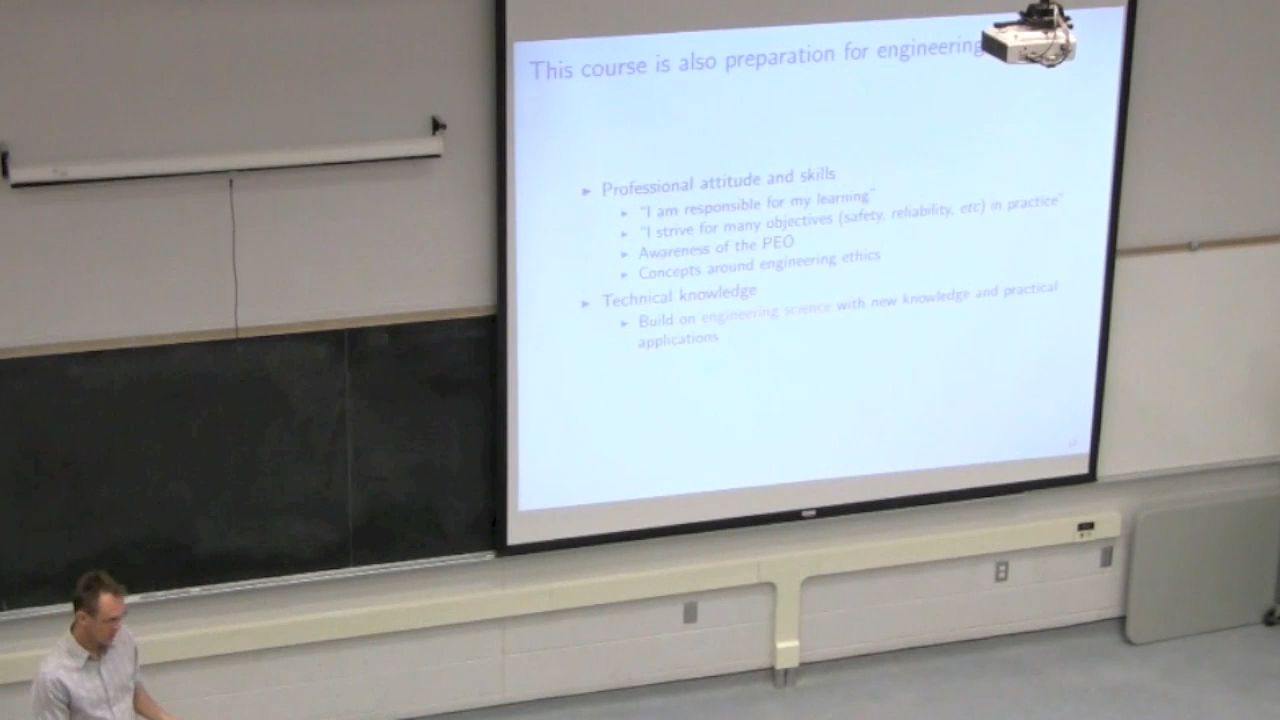 This course is also preparation for engineering
► Professional attitude and skills
► "I am responsible for my learning"
► "I strive for many objectives (safety, reliability, etc) in practice"
► Awareness of the PEO
► Concepts around engineering ethics
► Technical knowledge
► Build on engineering science with new knowledge and practical
applications